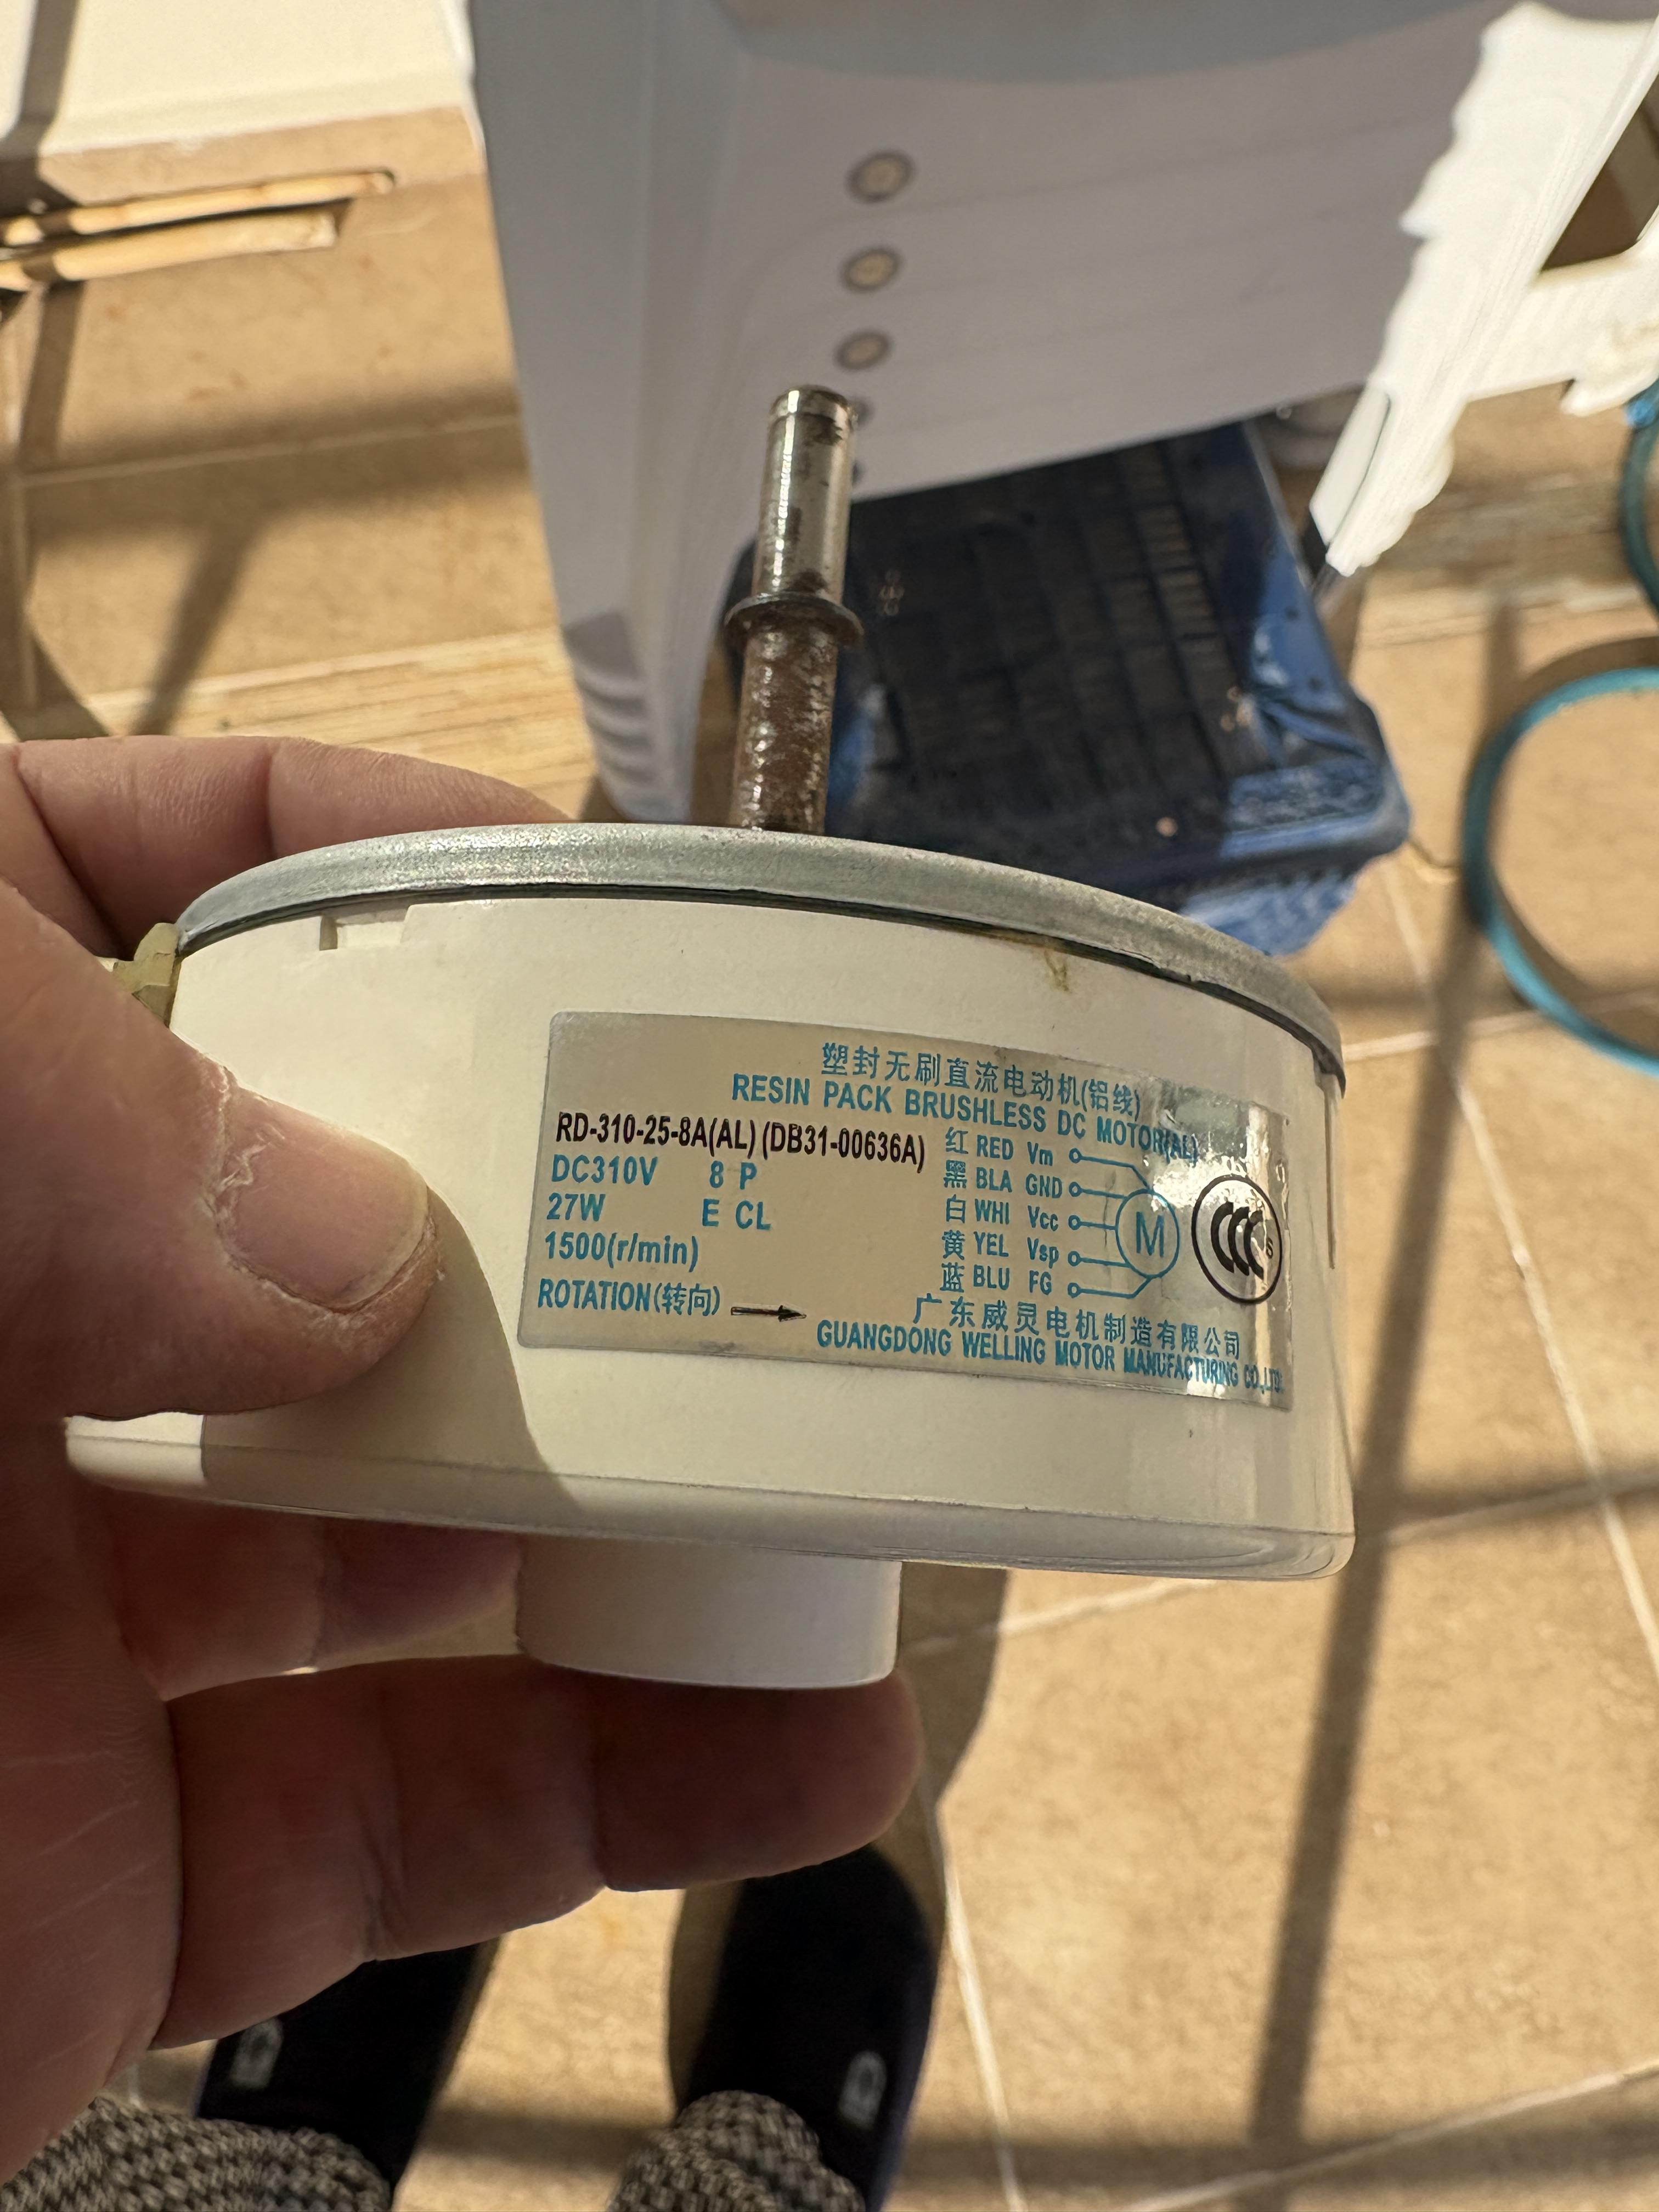 塑封无刷直流电动机(铝线)
RESIN PACK BRUSHLESS DC MOTOR(AL)
RD-310-25-8A(AL) (DB31-00636A)
DC310V 8 P
27W E CL
1500(r/min)
ROTATION(转向)
红 RED Vm
黑 BLA GND
白 WHI Vcc
黄 YEL Vsp
蓝 BLU FG
M
CCC S
广东威灵电机制造有限公司
GUANGDONG WELLING MOTOR MANUFACTURING CO.,LTD.